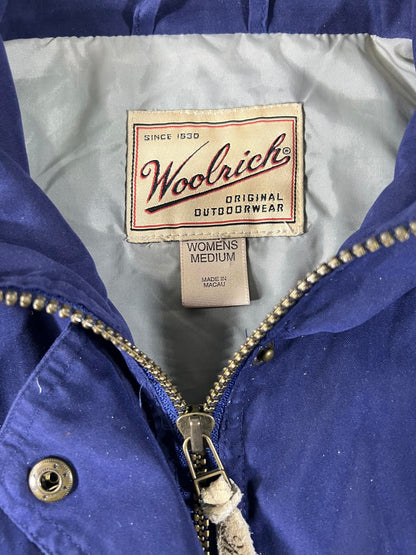 SINCE 1830
Woolrich®
ORIGINAL
OUTDOORWEAR
WOMENS
MEDIUM
MADE IN
MACAU